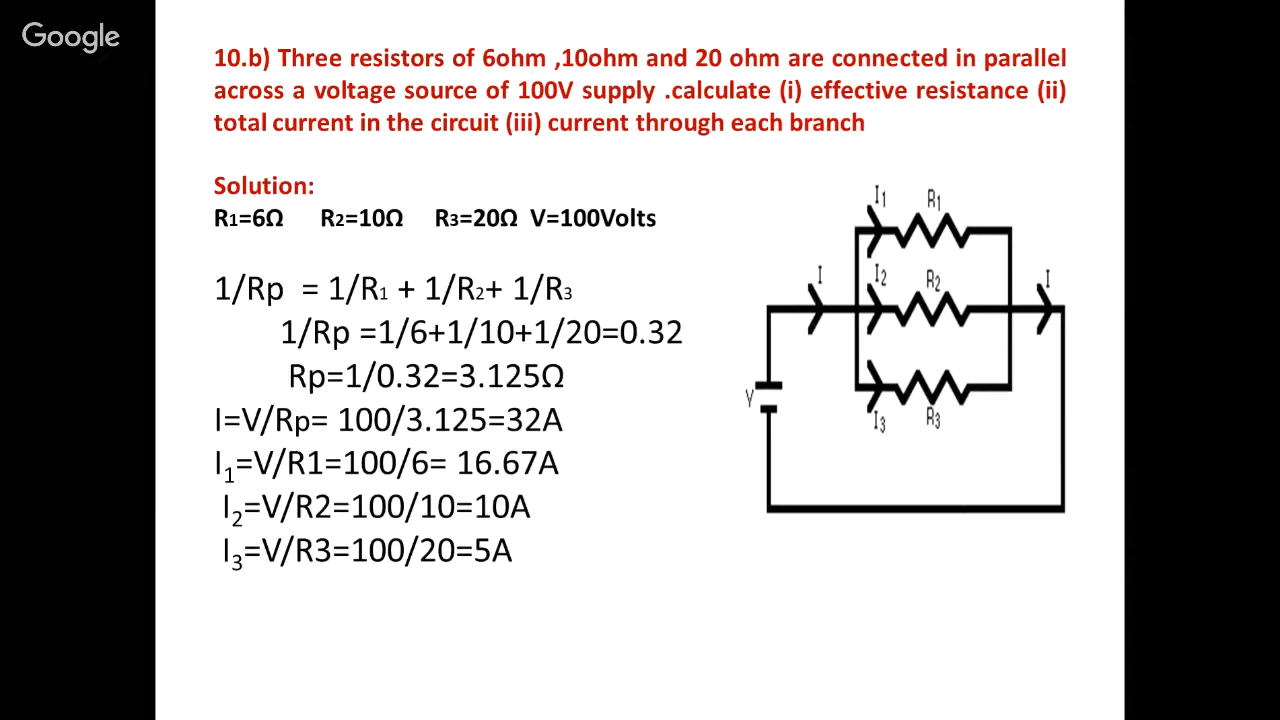 Google
10.b) Three resistors of 6ohm ,10ohm and 20 ohm are connected in parallel
across a voltage source of 100V supply .calculate (i) effective resistance (ii)
total current in the circuit (iii) current through each branch
Solution:
R1=6Ω R2=10Ω R3=20Ω V=100Volts
1/Rp = 1/R1 + 1/R2+ 1/R3
1/Rp =1/6+1/10+1/20=0.32
Rp=1/0.32=3.125Ω
I=V/Rp= 100/3.125=32A
I1=V/R1=100/6= 16.67A
I2=V/R2=100/10=10A
I3=V/R3=100/20=5A
I1 R1
I I2 R2 I
V
I3 R3